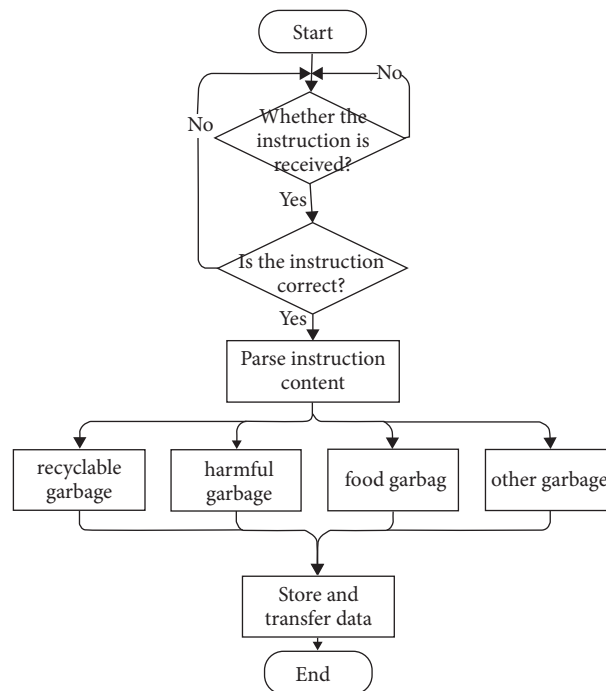 Start
No
No
Whether the
instruction is
received?
Yes
Is the instruction
correct?
Yes
Parse instruction
content
recyclable
garbage
harmful
garbage
food garbag
other garbage
Store and
transfer data
End